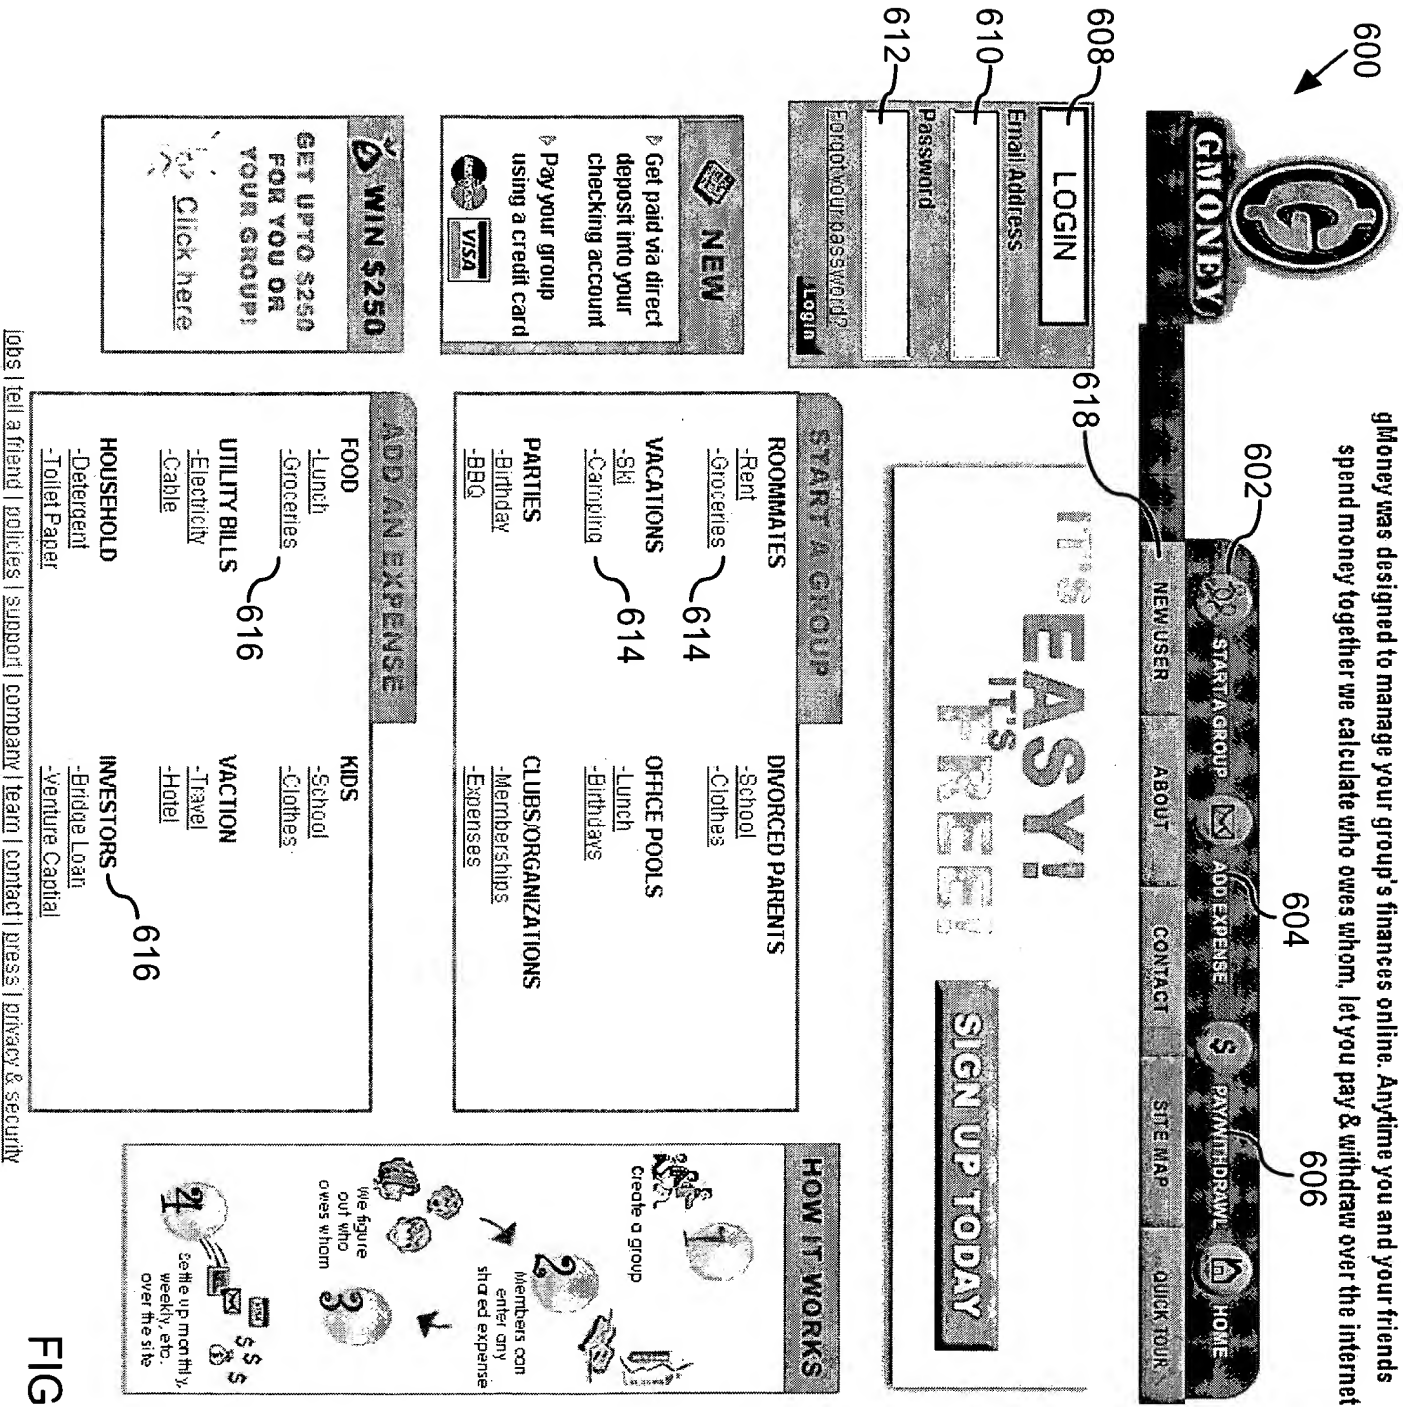 600
gMoney was designed to manage your group's finances online. Anytime you and your friends
spend money together we calculate who owes whom, let you pay & withdraw over the internet
G
GMONEY
602
604
606
START A GROUP
ADD EXPENSE
$
PAY/WITHDRAWL
HOME
NEW USER
ABOUT
CONTACT
SITE MAP
QUICK TOUR
618
608
LOGIN
Email Address
610
Password
612
Forgot your password?
Login
IT'S EASY!
IT'S
FREE!
SIGN UP TODAY
NEW
Get paid via direct
deposit into your
checking account
Pay your group
using a credit card
VISA
WIN $250
GET UPTO $250
FOR YOU OR
YOUR GROUP!
Click here
START A GROUP
ROOMMATES
-Rent
-Groceries
614
VACATIONS
-Ski
-Camping
614
PARTIES
-Birthday
-BBQ
DIVORCED PARENTS
-School
-Clothes
OFFICE POOLS
-Lunch
-Birthdays
CLUBS/ORGANIZATIONS
-Memberships
-Expenses
ADD AN EXPENSE
FOOD
-Lunch
-Groceries
616
UTILITY BILLS
-Electricity
-Cable
HOUSEHOLD
-Detergent
-Toilet Paper
KIDS
-School
-Clothes
VACTION
-Travel
-Hotel
INVESTORS
616
-Bridge Loan
-Venture Captial
HOW IT WORKS
1
create a group
2
Members can
enter any
shared expense
3
We figure
out who
owes whom
4
settle up monthly,
weekly, etc.
over the site
$ $ $
jobs | tell a friend | policies | support | company | team | contact | press | privacy & security
FIG